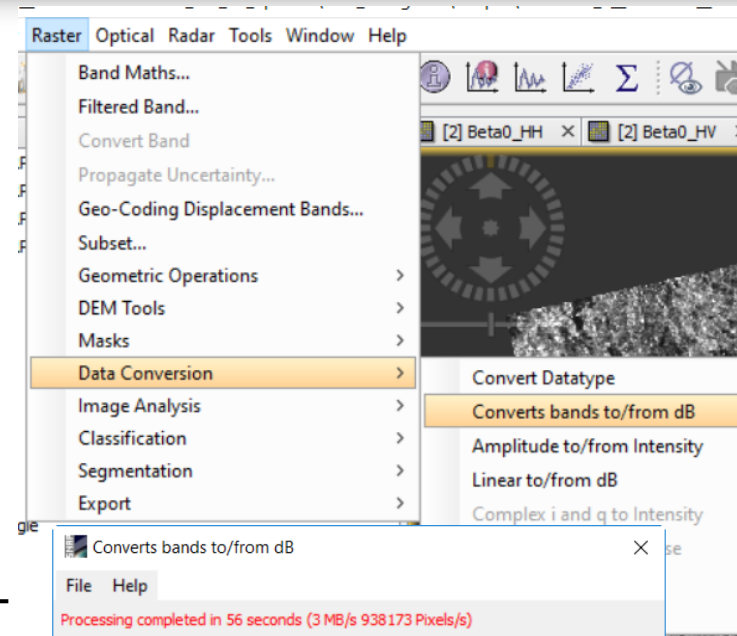 Raster Optical Radar Tools Window Help
Band Maths...
Filtered Band...
Convert Band
Propagate Uncertainty...
Geo-Coding Displacement Bands...
Subset...
Geometric Operations
DEM Tools
Masks
Data Conversion
Image Analysis
Classification
Segmentation
Export
[2] Beta0_HH
[2] Beta0_HV
Convert Datatype
Converts bands to/from dB
Amplitude to/from Intensity
Linear to/from dB
Complex i and q to Intensity
Converts bands to/from dB
File Help
Processing completed in 56 seconds (3 MB/s 938173 Pixels/s)